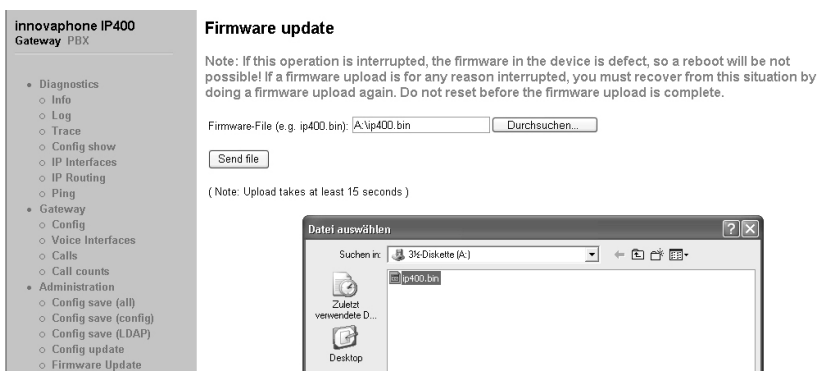 innovaphone IP400
Gateway PBX
Diagnostics
Info
Log
Trace
Config show
IP Interfaces
IP Routing
Ping
Gateway
Config
Voice Interfaces
Calls
Call counts
Administration
Config save (all)
Config save (config)
Config save (LDAP)
Config update
Firmware Update
Firmware update
Note: If this operation is interrupted, the firmware in the device is defect, so a reboot will be not
possible! If a firmware upload is for any reason interrupted, you must recover from this situation by
doing a firmware upload again. Do not reset before the firmware upload is complete.
Firmware-File (e.g. ip400.bin): A:\ip400.bin Durchsuchen...
Send file
( Note: Upload takes at least 15 seconds )
Datei auswählen
Suchen in: 3½-Diskette (A:)
ip400.bin
Zuletzt
verwendete D...
Desktop